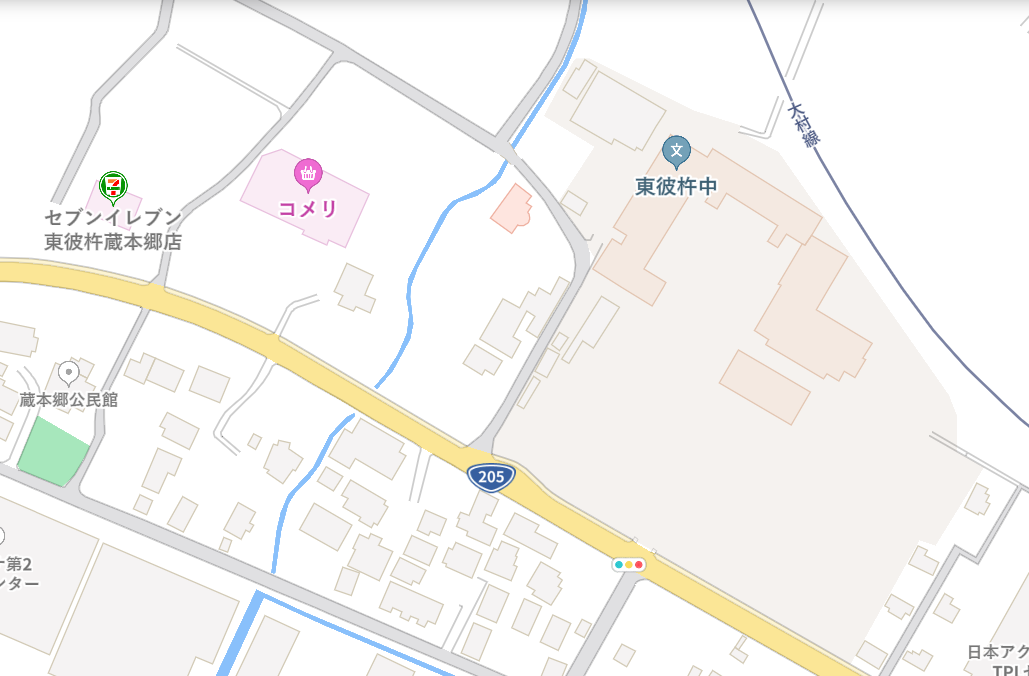 大村線
文
東彼杵中
コメリ
セブンイレブン
東彼杵蔵本郷店
蔵本郷公民館
205
第2
ンター
日本アク
TPL